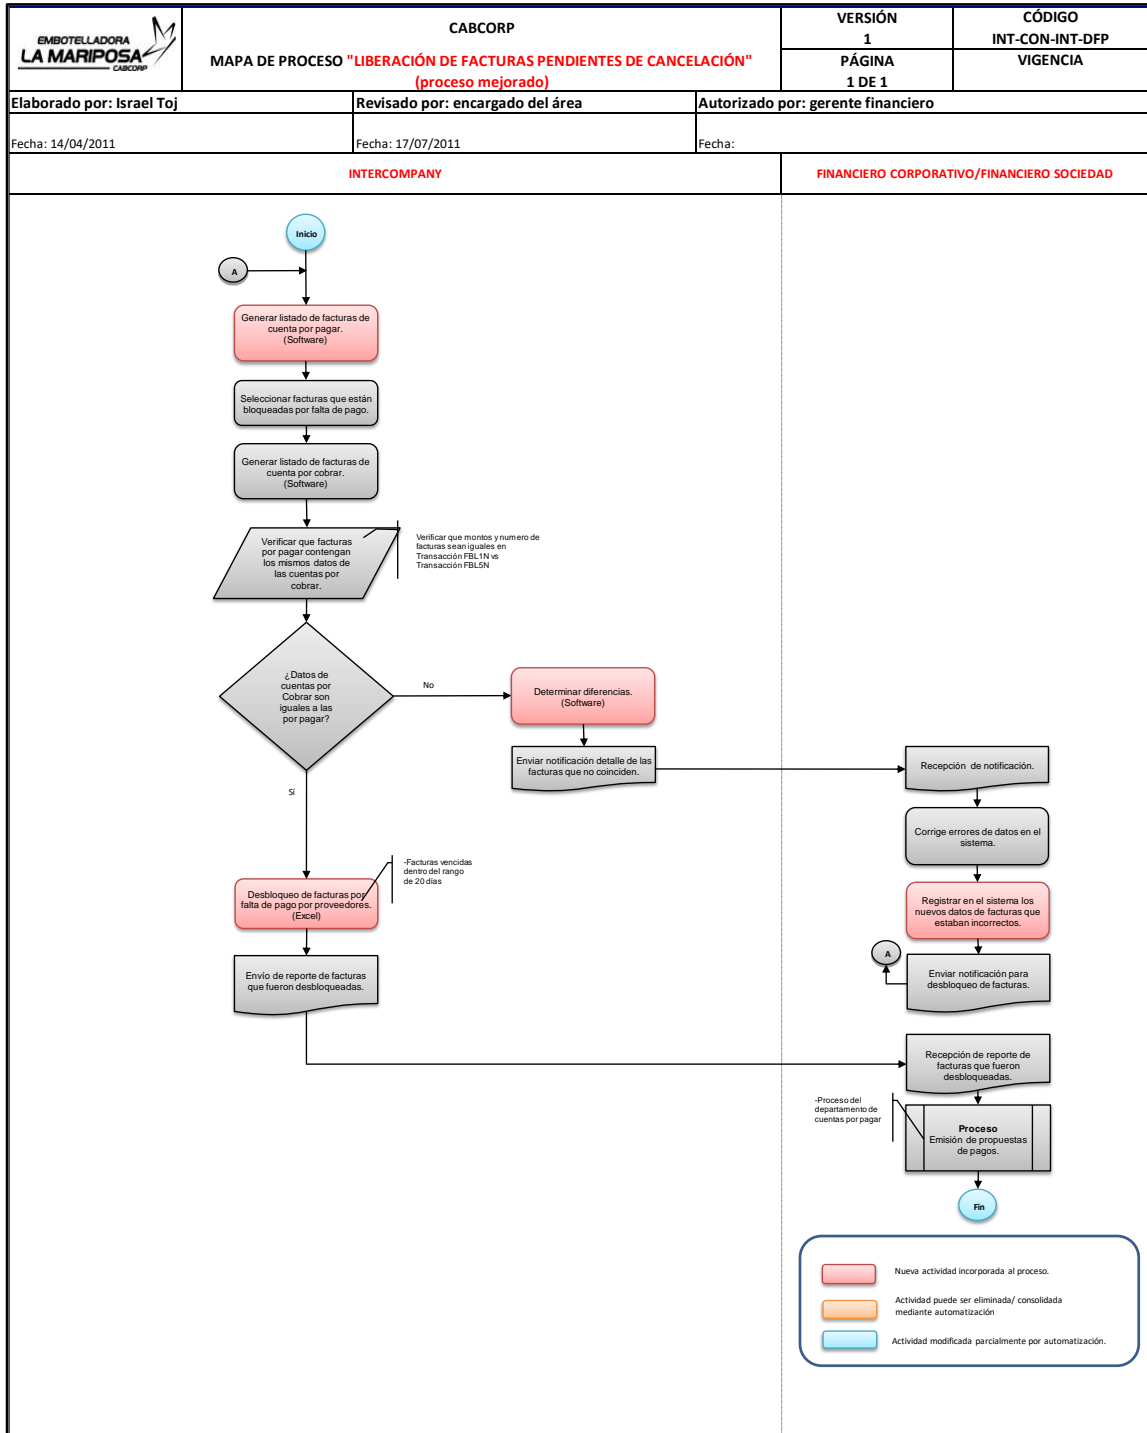 EMBOTELLADORA
LA MARIPOSA
CABCORP
CABCORP
MAPA DE PROCESO "LIBERACIÓN DE FACTURAS PENDIENTES DE CANCELACIÓN"
(proceso mejorado)
VERSIÓN
1
CÓDIGO
INT-CON-INT-DFP
PÁGINA
1 DE 1
VIGENCIA
Elaborado por: Israel Toj
Revisado por: encargado del área
Autorizado por: gerente financiero
Fecha: 14/04/2011
Fecha: 17/07/2011
Fecha:
INTERCOMPANY
FINANCIERO CORPORATIVO/FINANCIERO SOCIEDAD
Inicio
A
Generar listado de facturas de
cuenta por pagar.
(Software)
Seleccionar facturas que están
bloqueadas por falta de pago.
Generar listado de facturas de
cuenta por cobrar.
(Software)
Verificar que facturas
por pagar contengan
los mismos datos de
las cuentas por
cobrar.
Verificar que montos y numero de
facturas sean iguales en
Transacción FBL1N vs
Transacción FBL5N
¿Datos de
cuentas por
Cobrar son
iguales a las
por pagar?
No
Determinar diferencias.
(Software)
Enviar notificación detalle de las
facturas que no coinciden.
Recepción de notificación.
Corrige errores de datos en el
sistema.
Registrar en el sistema los
nuevos datos de facturas que
estaban incorrectos.
A
Enviar notificación para
desbloqueo de facturas.
Sí
-Facturas vencidas
dentro del rango
de 20 días
Desbloqueo de facturas por
falta de pago por proveedores.
(Excel)
Envío de reporte de facturas
que fueron desbloqueadas.
Recepción de reporte de
facturas que fueron
desbloqueadas.
-Proceso del
departamento de
cuentas por pagar
Proceso
Emisión de propuestas
de pagos.
Fin
Nueva actividad incorporada al proceso.
Actividad puede ser eliminada/ consolidada
mediante automatización
Actividad modificada parcialmente por automatización.